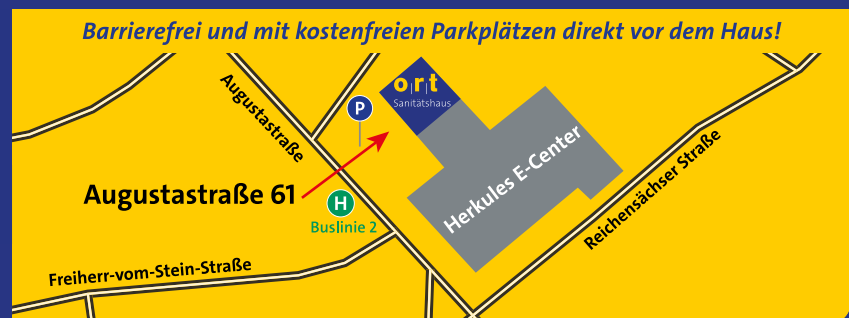 Barrierefrei und mit kostenfreien Parkplätzen direkt vor dem Haus!
Augustastraße
P
o|r|t
Sanitätshaus
Herkules E-Center
Reichensächser Straße
Augustastraße 61
H
Buslinie 2
Freiherr-vom-Stein-Straße